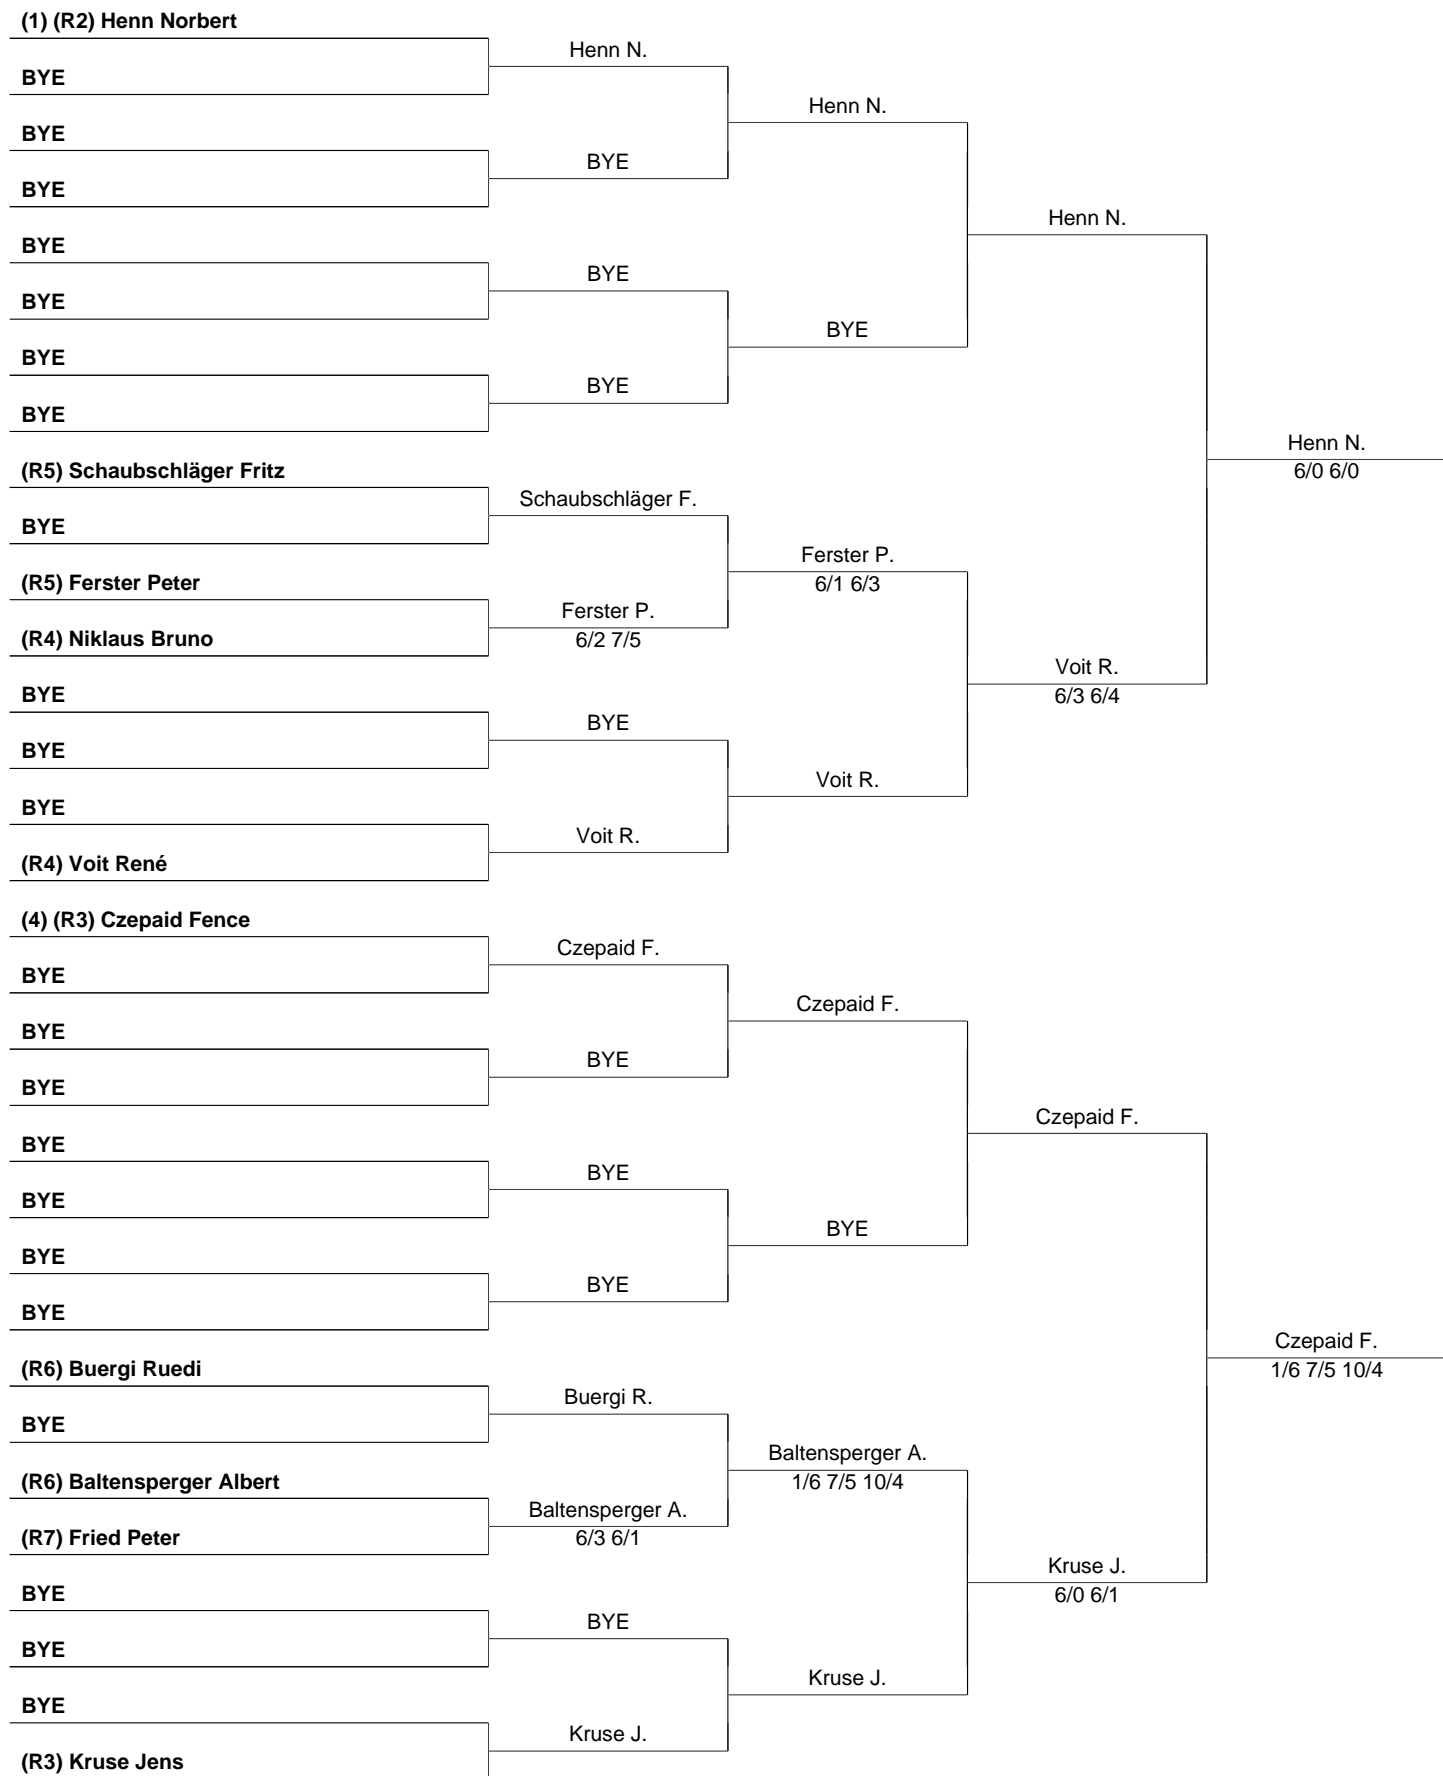 (1) (R2) Henn Norbert
Henn N.
BYE
Henn N.
BYE
BYE
BYE
Henn N.
BYE
BYE
BYE
BYE
BYE
BYE
BYE
Henn N.
6/0 6/0
(R5) Schaubschläger Fritz
Schaubschläger F.
BYE
Ferster P.
6/1 6/3
(R5) Ferster Peter
Ferster P.
6/2 7/5
(R4) Niklaus Bruno
Voit R.
6/3 6/4
BYE
BYE
BYE
Voit R.
BYE
Voit R.
(R4) Voit René
(4) (R3) Czepaid Fence
Czepaid F.
BYE
Czepaid F.
BYE
BYE
BYE
Czepaid F.
BYE
BYE
BYE
BYE
BYE
BYE
BYE
Czepaid F.
1/6 7/5 10/4
(R6) Buergi Ruedi
Buergi R.
BYE
Baltensperger A.
1/6 7/5 10/4
(R6) Baltensperger Albert
Baltensperger A.
6/3 6/1
(R7) Fried Peter
Kruse J.
6/0 6/1
BYE
BYE
BYE
Kruse J.
BYE
Kruse J.
(R3) Kruse Jens